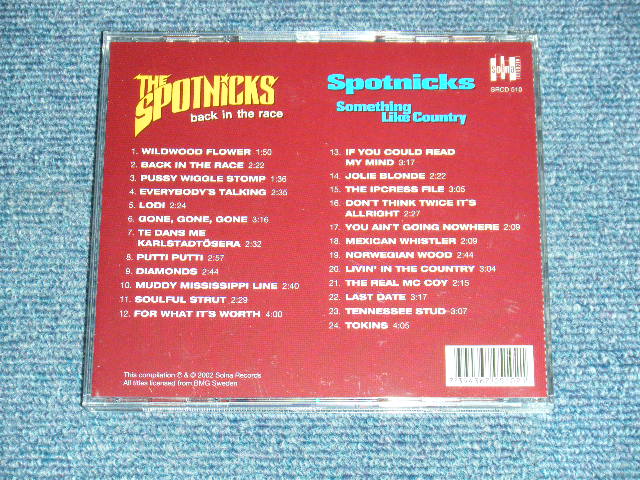 THE
SPOTNICKS
back in the race
Spotnicks
Something
Like Country
SRCD 510
1. WILDWOOD FLOWER 1:50
2. BACK IN THE RACE 2:22
3. PUSSY WIGGLE STOMP 1:36
4. EVERYBODY'S TALKING 2:35
5. LODI 2:24
6. GONE, GONE, GONE 3:16
7. TE DANS ME
KARLSTADTÖSERA 2:32
8. PUTTI PUTTI 2:57
9. DIAMONDS 2:44
10. MUDDY MISSISSIPPI LINE 2:40
11. SOULFUL STRUT 2:29
12. FOR WHAT IT'S WORTH 4:00
13. IF YOU COULD READ
MY MIND 3:17
14. JOLIE BLONDE 2:22
15. THE IPCRESS FILE 3:05
16. DON'T THINK TWICE IT'S
ALLRIGHT 2:27
17. YOU AIN'T GOING NOWHERE 2:09
18. MEXICAN WHISTLER 2:09
19. NORWEGIAN WOOD 2:44
20. LIVIN' IN THE COUNTRY 3:04
21. THE REAL MC COY 2:15
22. LAST DATE 3:17
23. TENNESSEE STUD 3:07
24. TOKINS 4:05
This compilation ℗ & © 2002 Solna Records
All titles licensed from BMG Sweden